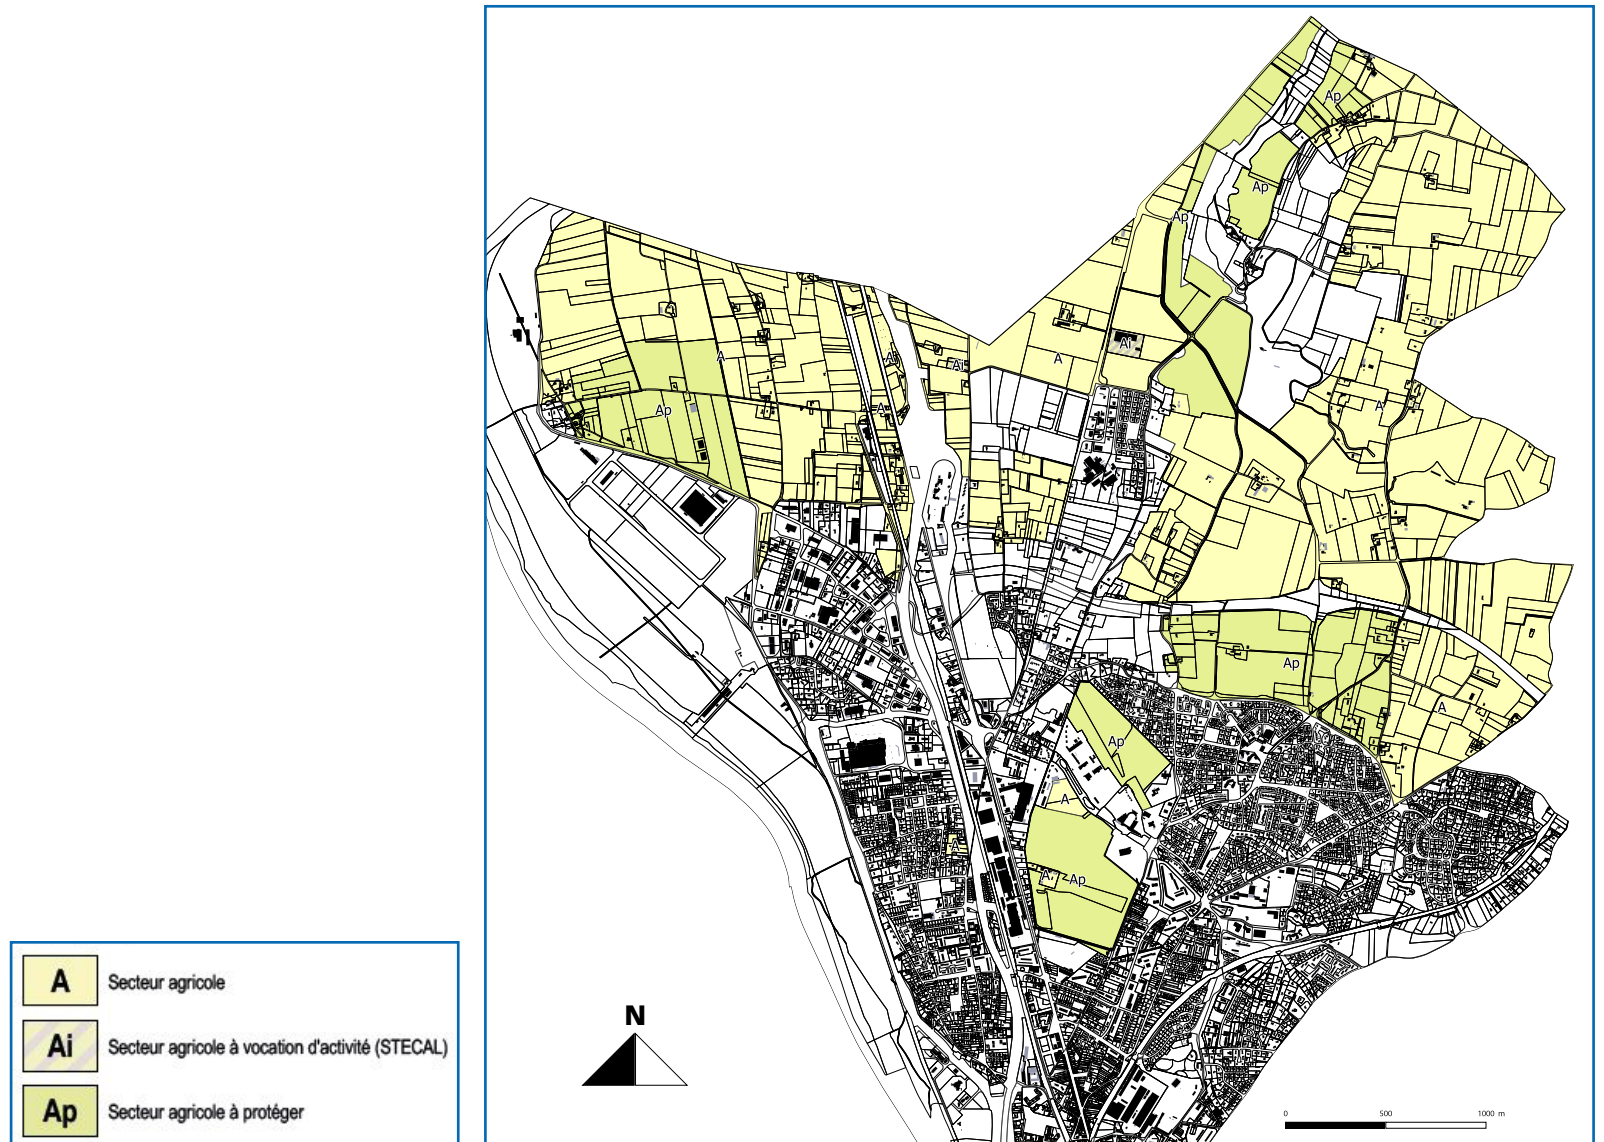 Ap
Ap
Ap
A
Ai
Ai
A
Ai
Ap
A
A
Ap
A
Ap
A
A
A
Ap
N
A Secteur agricole
Ai Secteur agricole à vocation d'activité (STECAL)
Ap Secteur agricole à protéger
0 500 1000 m